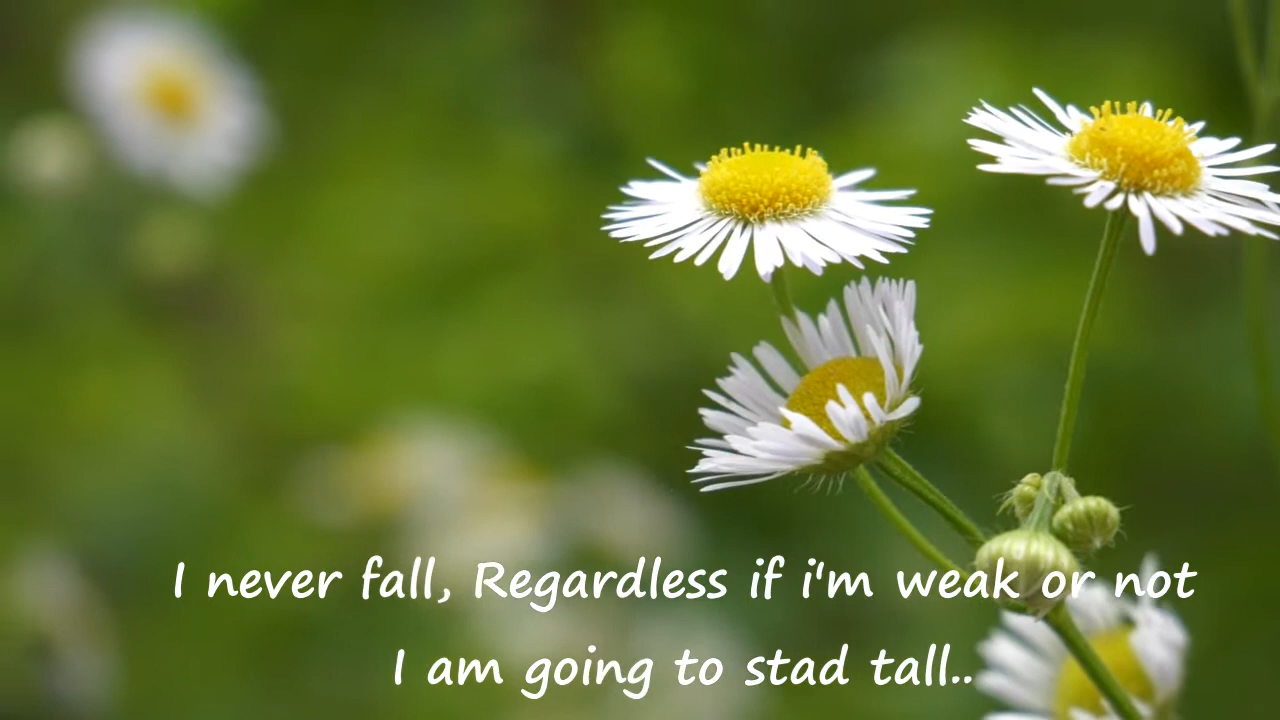 I never fall, Regardless if i'm weak or not
I am going to stad tall..